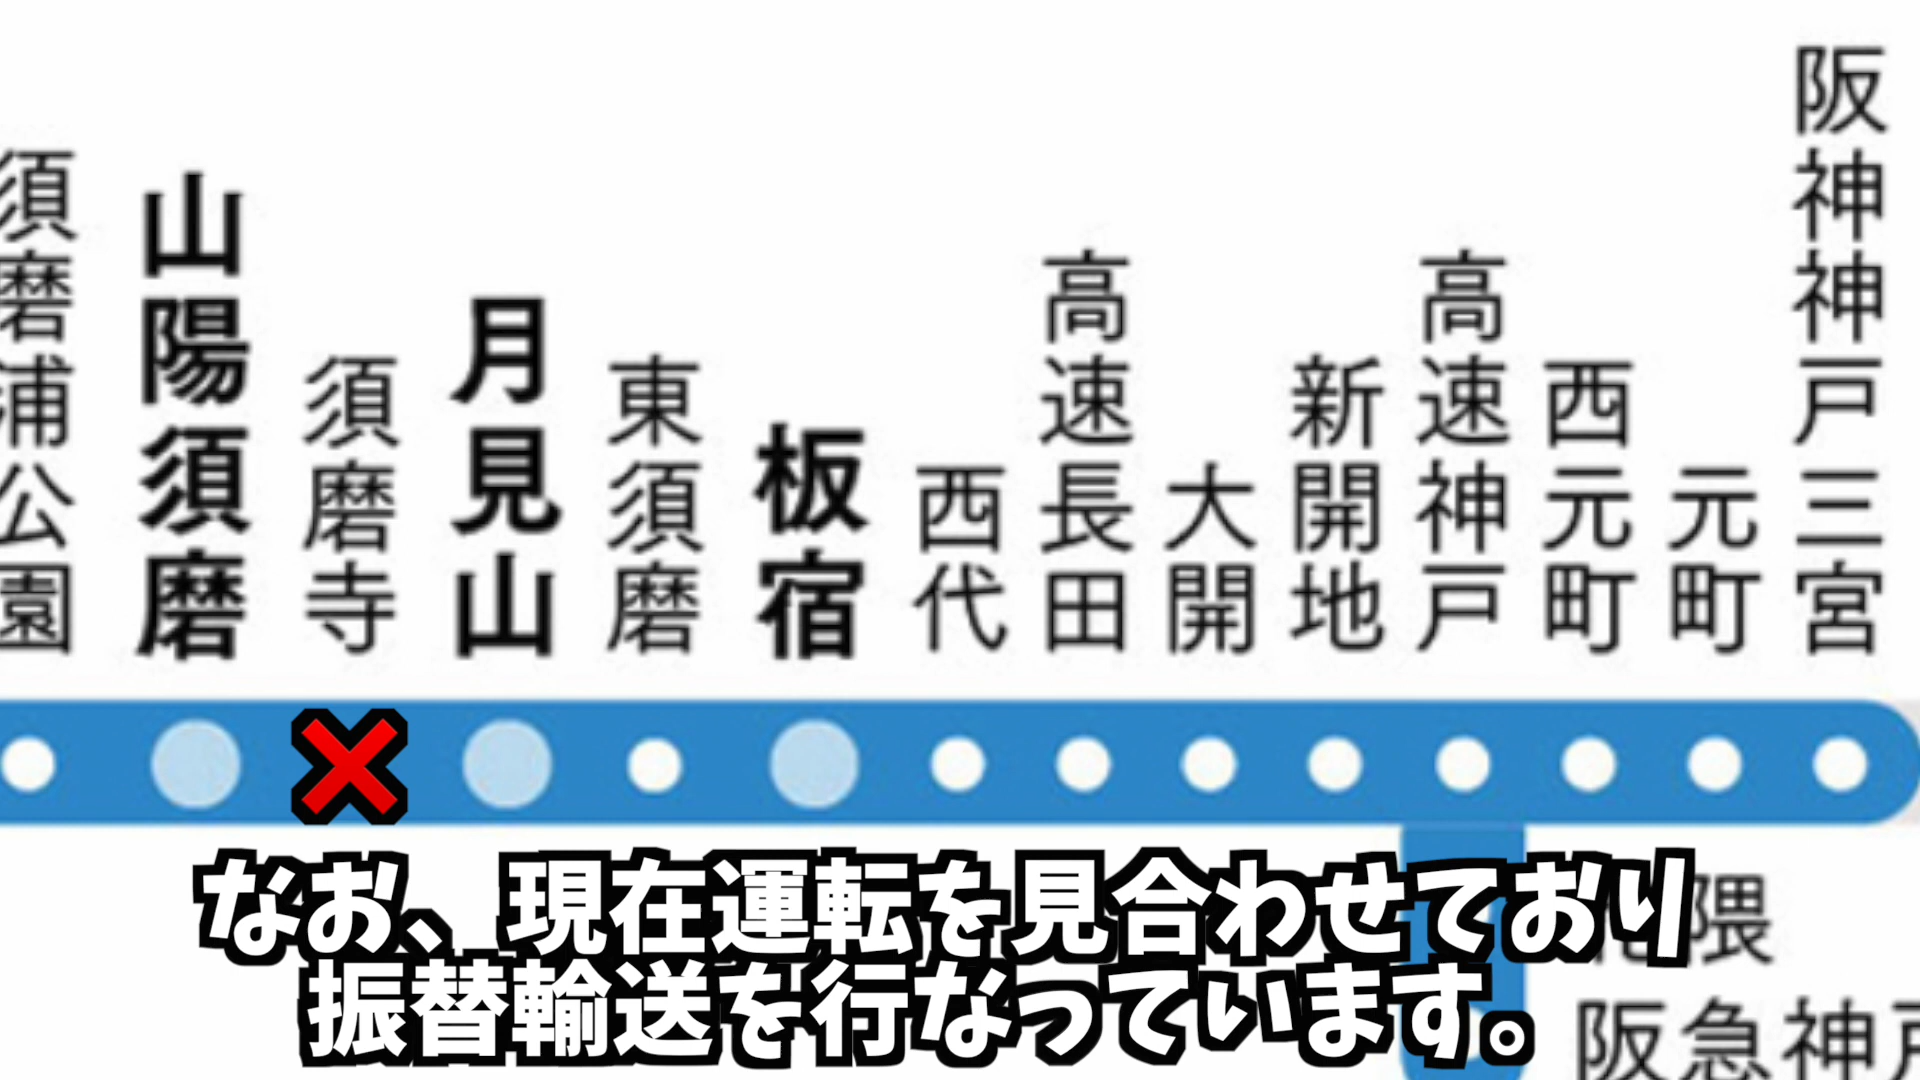 須磨浦公園
山陽須磨
須磨寺
月見山
東須磨
板宿
西代
高速長田
大開
新開地
高速神戸
西元町
元町
阪神神戸三宮
なお、現在運転を見合わせており
振替輸送を行なっています。
隈
阪急神戸